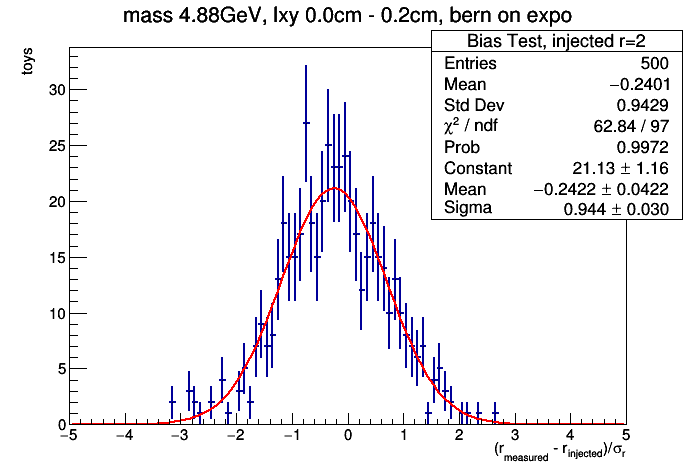 mass 4.88GeV, lxy 0.0cm - 0.2cm, bern on expo
toys
Bias Test, injected r=2
Entries 500
Mean −0.2401
Std Dev 0.9429
χ² / ndf 62.84 / 97
Prob 0.9972
Constant 21.13 ± 1.16
Mean −0.2422 ± 0.0422
Sigma 0.944 ± 0.030
30
25
20
15
10
5
0
−5 −4 −3 −2 −1 0 1 2 3 4 5
(r_measured - r_injected)/σ_r